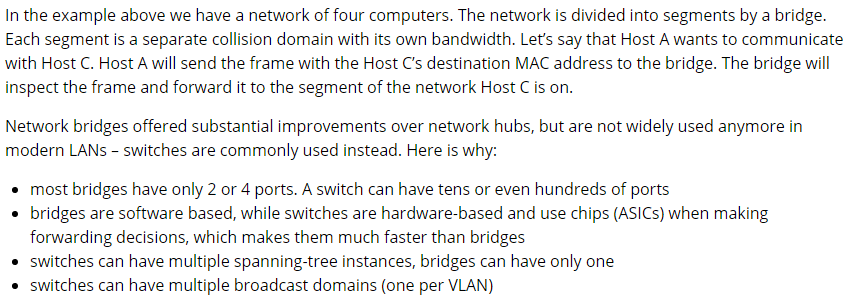 In the example above we have a network of four computers. The network is divided into segments by a bridge.
Each segment is a separate collision domain with its own bandwidth. Let’s say that Host A wants to communicate
with Host C. Host A will send the frame with the Host C’s destination MAC address to the bridge. The bridge will
inspect the frame and forward it to the segment of the network Host C is on.
Network bridges offered substantial improvements over network hubs, but are not widely used anymore in
modern LANs – switches are commonly used instead. Here is why:
• most bridges have only 2 or 4 ports. A switch can have tens or even hundreds of ports
• bridges are software based, while switches are hardware-based and use chips (ASICs) when making
forwarding decisions, which makes them much faster than bridges
• switches can have multiple spanning-tree instances, bridges can have only one
• switches can have multiple broadcast domains (one per VLAN)